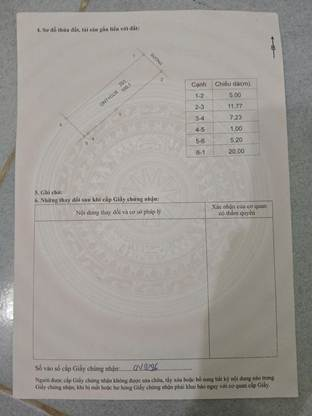 4. Sơ đồ thửa đất, tài sản gắn liền với đất:
B
ĐƯỜNG
ONT+CLN
Cạnh Chiều dài(m)
1-2 5.00
2-3 11.77
3-4 7.23
4-5 1.00
5-6 5.20
6-1 20.00
5. Ghi chú:
6. Những thay đổi sau khi cấp Giấy chứng nhận:
Nội dung thay đổi và cơ sở pháp lý
Xác nhận của cơ quan
có thẩm quyền
Số vào sổ cấp Giấy chứng nhận:
Người được cấp Giấy chứng nhận không được sửa chữa, tẩy xóa hoặc bổ sung bất kỳ nội dung nào trong
Giấy chứng nhận; khi bị mất hoặc hư hỏng Giấy chứng nhận phải khai báo ngay với cơ quan cấp Giấy.